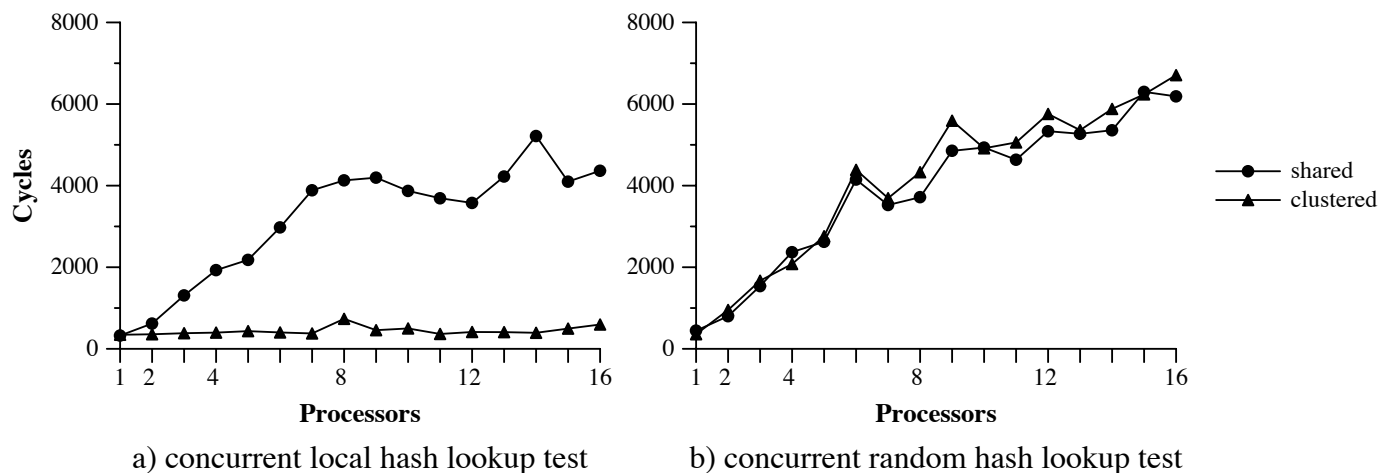 8000
6000
4000
2000
0
Cycles
1 2 4 8 12 16
Processors
a) concurrent local hash lookup test
8000
6000
4000
2000
0
1 2 4 8 12 16
Processors
b) concurrent random hash lookup test
shared
clustered